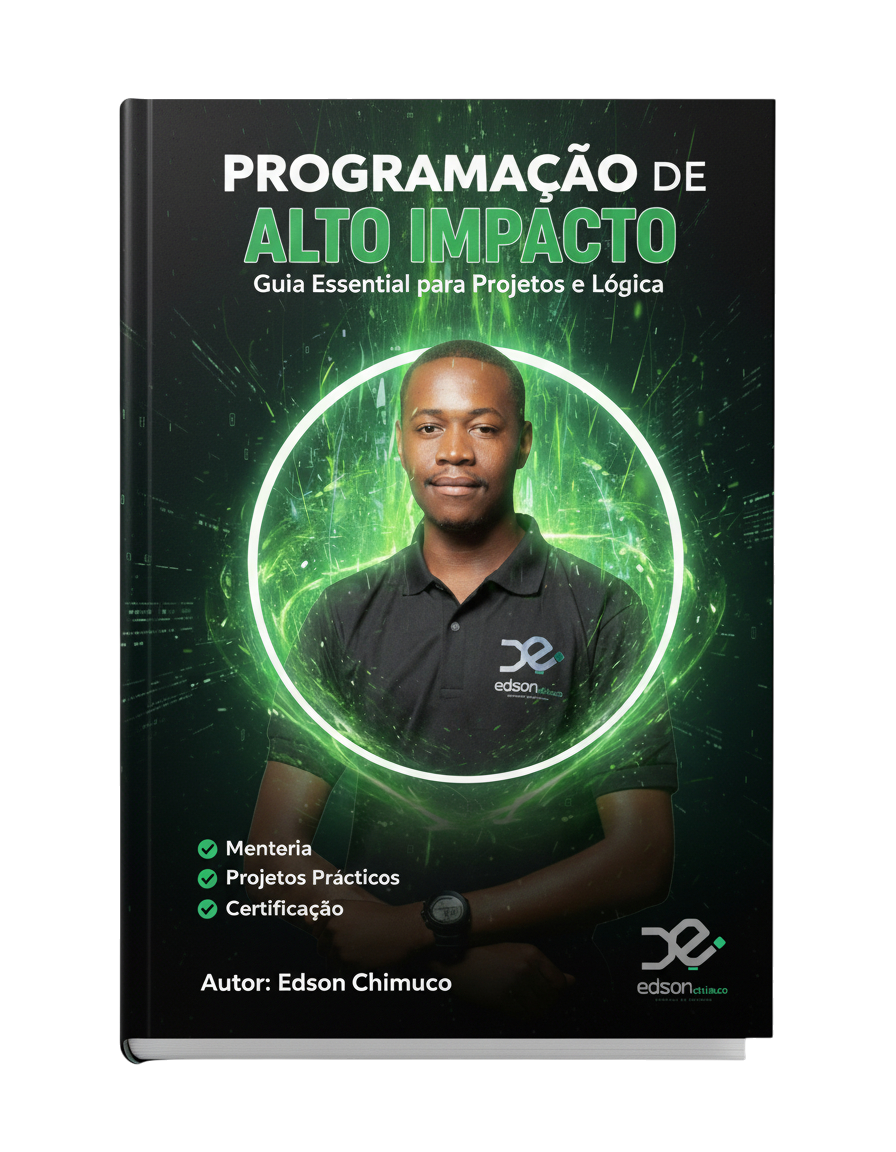 PROGRAMAÇÃO DE
ALTO IMPACTO
Guia Essential para Projetos e Lógica
edson
Menteria
Projetos Prácticos
Certificação
Autor: Edson Chimuco
edson